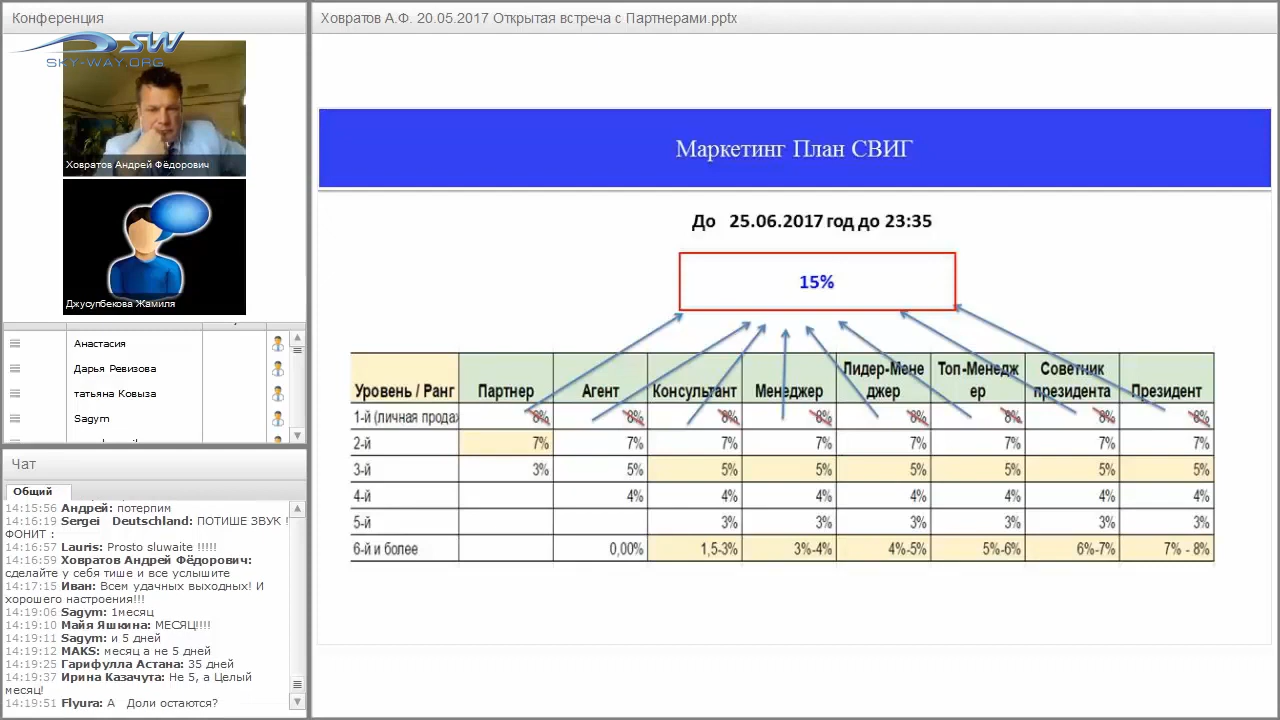 Конференция
SW
SKY-WAY.ORG
Ховратов Андрей Фёдорович
Джусупбекова Жамиля
Анастасия
Дарья Ревизова
татьяна Ковыза
Sagym
Чат
Общий
14:15:56 Андрей: потерпим
14:16:19 Sergei Deutschland: ПОТИШЕ ЗВУК !
ФОНИТ :
14:16:57 Lauris: Prosto sluwaite !!!!!
14:16:59 Ховратов Андрей Фёдорович:
сделайте у себя тише и все услышите
14:17:15 Иван: Всем удачных выходных! И
хорошего настроения!!!
14:19:06 Sagym: 1месяц
14:19:10 Майя Яшкина: МЕСЯЦ!!!!
14:19:11 Sagym: и 5 дней
14:19:12 MAKS: месяц а не 5 дней
14:19:25 Гарифулла Астана: 35 дней
14:19:37 Ирина Казачута: Не 5, а Целый
месяц!
14:19:51 Flyura: А Доли остаются?
Ховратов А.Ф. 20.05.2017 Открытая встреча с Партнерами.pptx
Маркетинг План СВИГ
До 25.06.2017 год до 23:35
15%
Уровень / Ранг Партнер Агент Консультант Менеджер Лидер-Мене
джер Топ-Менедж
ер Советник
президента Президент
1-й (личная прода 8% 8% 8% 8% 8% 8% 8% 8%
2-й 7% 7% 7% 7% 7% 7% 7% 7%
3-й 3% 5% 5% 5% 5% 5% 5% 5%
4-й 4% 4% 4% 4% 4% 4% 4%
5-й 3% 3% 3% 3% 3% 3%
6-й и более 0,00% 1,5-3% 3%-4% 4%-5% 5%-6% 6%-7% 7% - 8%